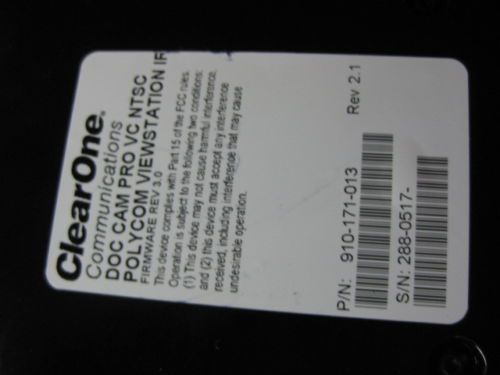 ClearOne.
Communications
DOC CAM PRO VC NTSC
POLYCOM VIEWSTATION IR
FIRMWARE REV 3.0
This device complies with Part 15 of the FCC rules.
Operation is subject to the following two conditions:
(1) This device may not cause harmful interference,
and (2) this device must accept any interference
received, including interference that may cause
undesirable operation.
P/N: 910-171-013 Rev 2.1
S/N: 288-0517-